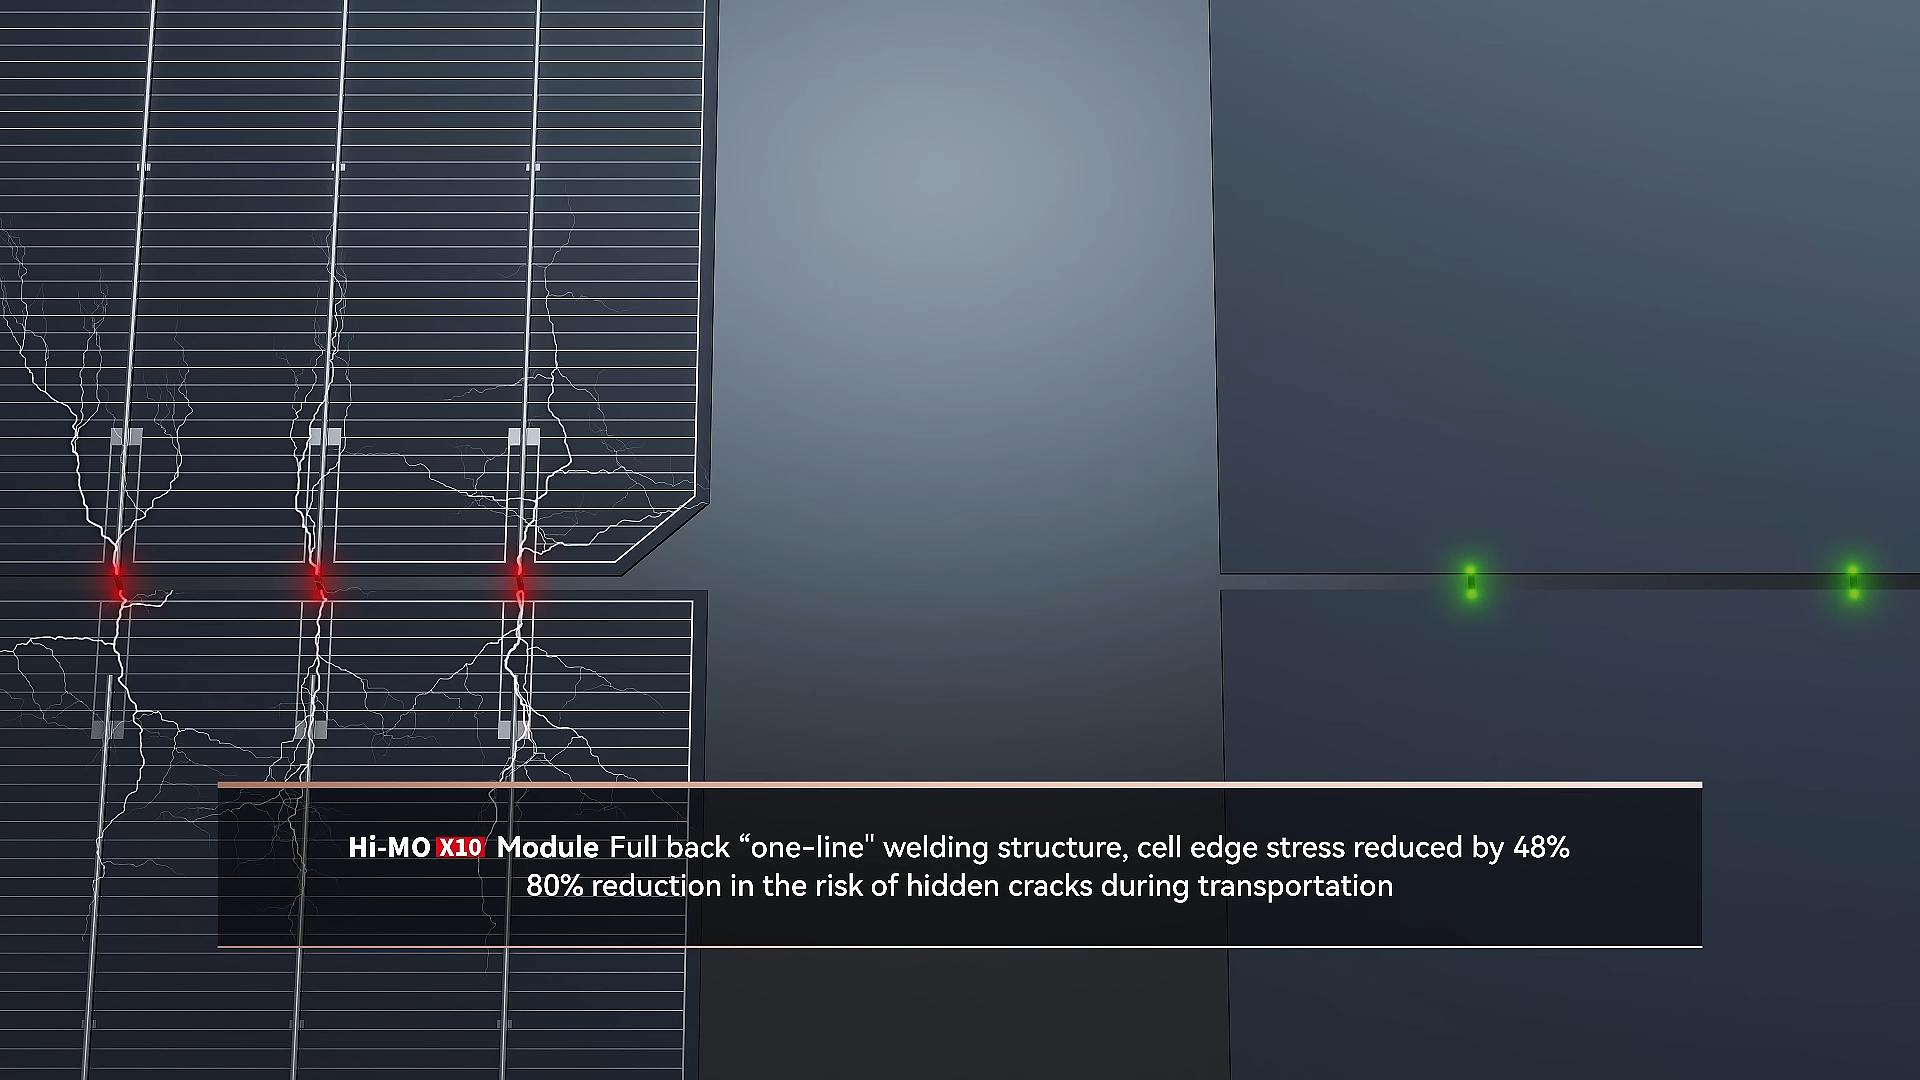 Hi-MO X10 Module Full back “one-line" welding structure, cell edge stress reduced by 48%
80% reduction in the risk of hidden cracks during transportation